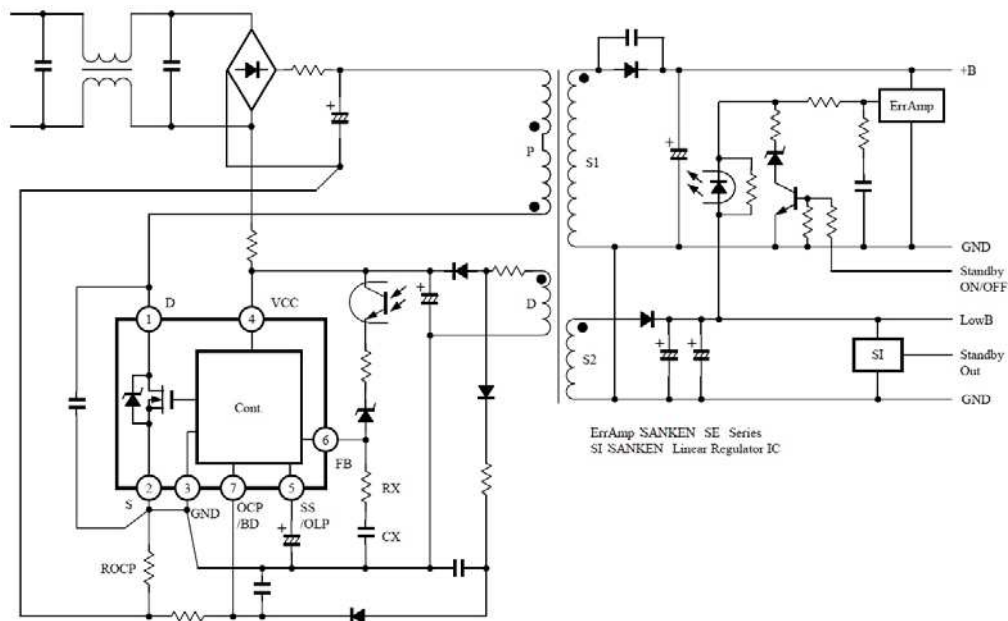 +B
ErrAmp
P
S1
GND
Standby
ON/OFF
D
VCC
D
LowB
1
4
S2
SI
Standby
Out
Cont.
GND
6
FB
ErrAmp:SANKEN SE Series
SI:SANKEN Linear Regulator IC
2
3
7
5
S
GND
OCP
/BD
SS
/OLP
RX
CX
ROCP
+
+
+
+
+
+